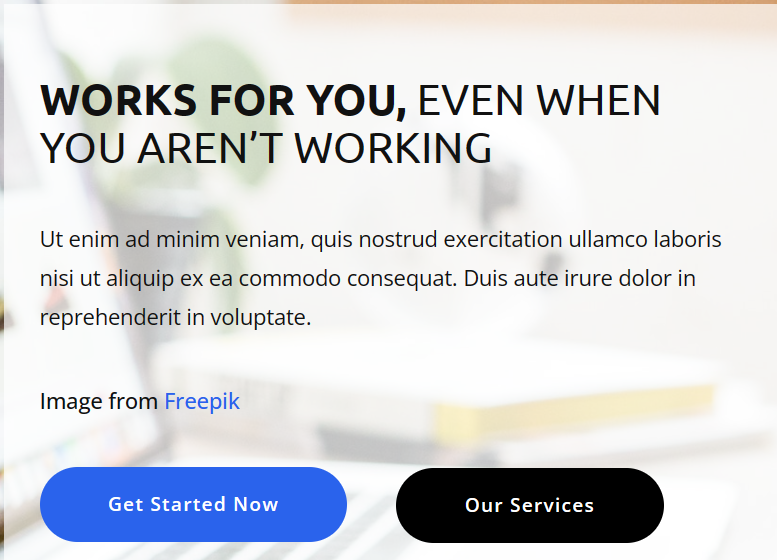 WORKS FOR YOU, EVEN WHEN
YOU AREN’T WORKING
Ut enim ad minim veniam, quis nostrud exercitation ullamco laboris
nisi ut aliquip ex ea commodo consequat. Duis aute irure dolor in
reprehenderit in voluptate.
Image from Freepik
Get Started Now
Our Services